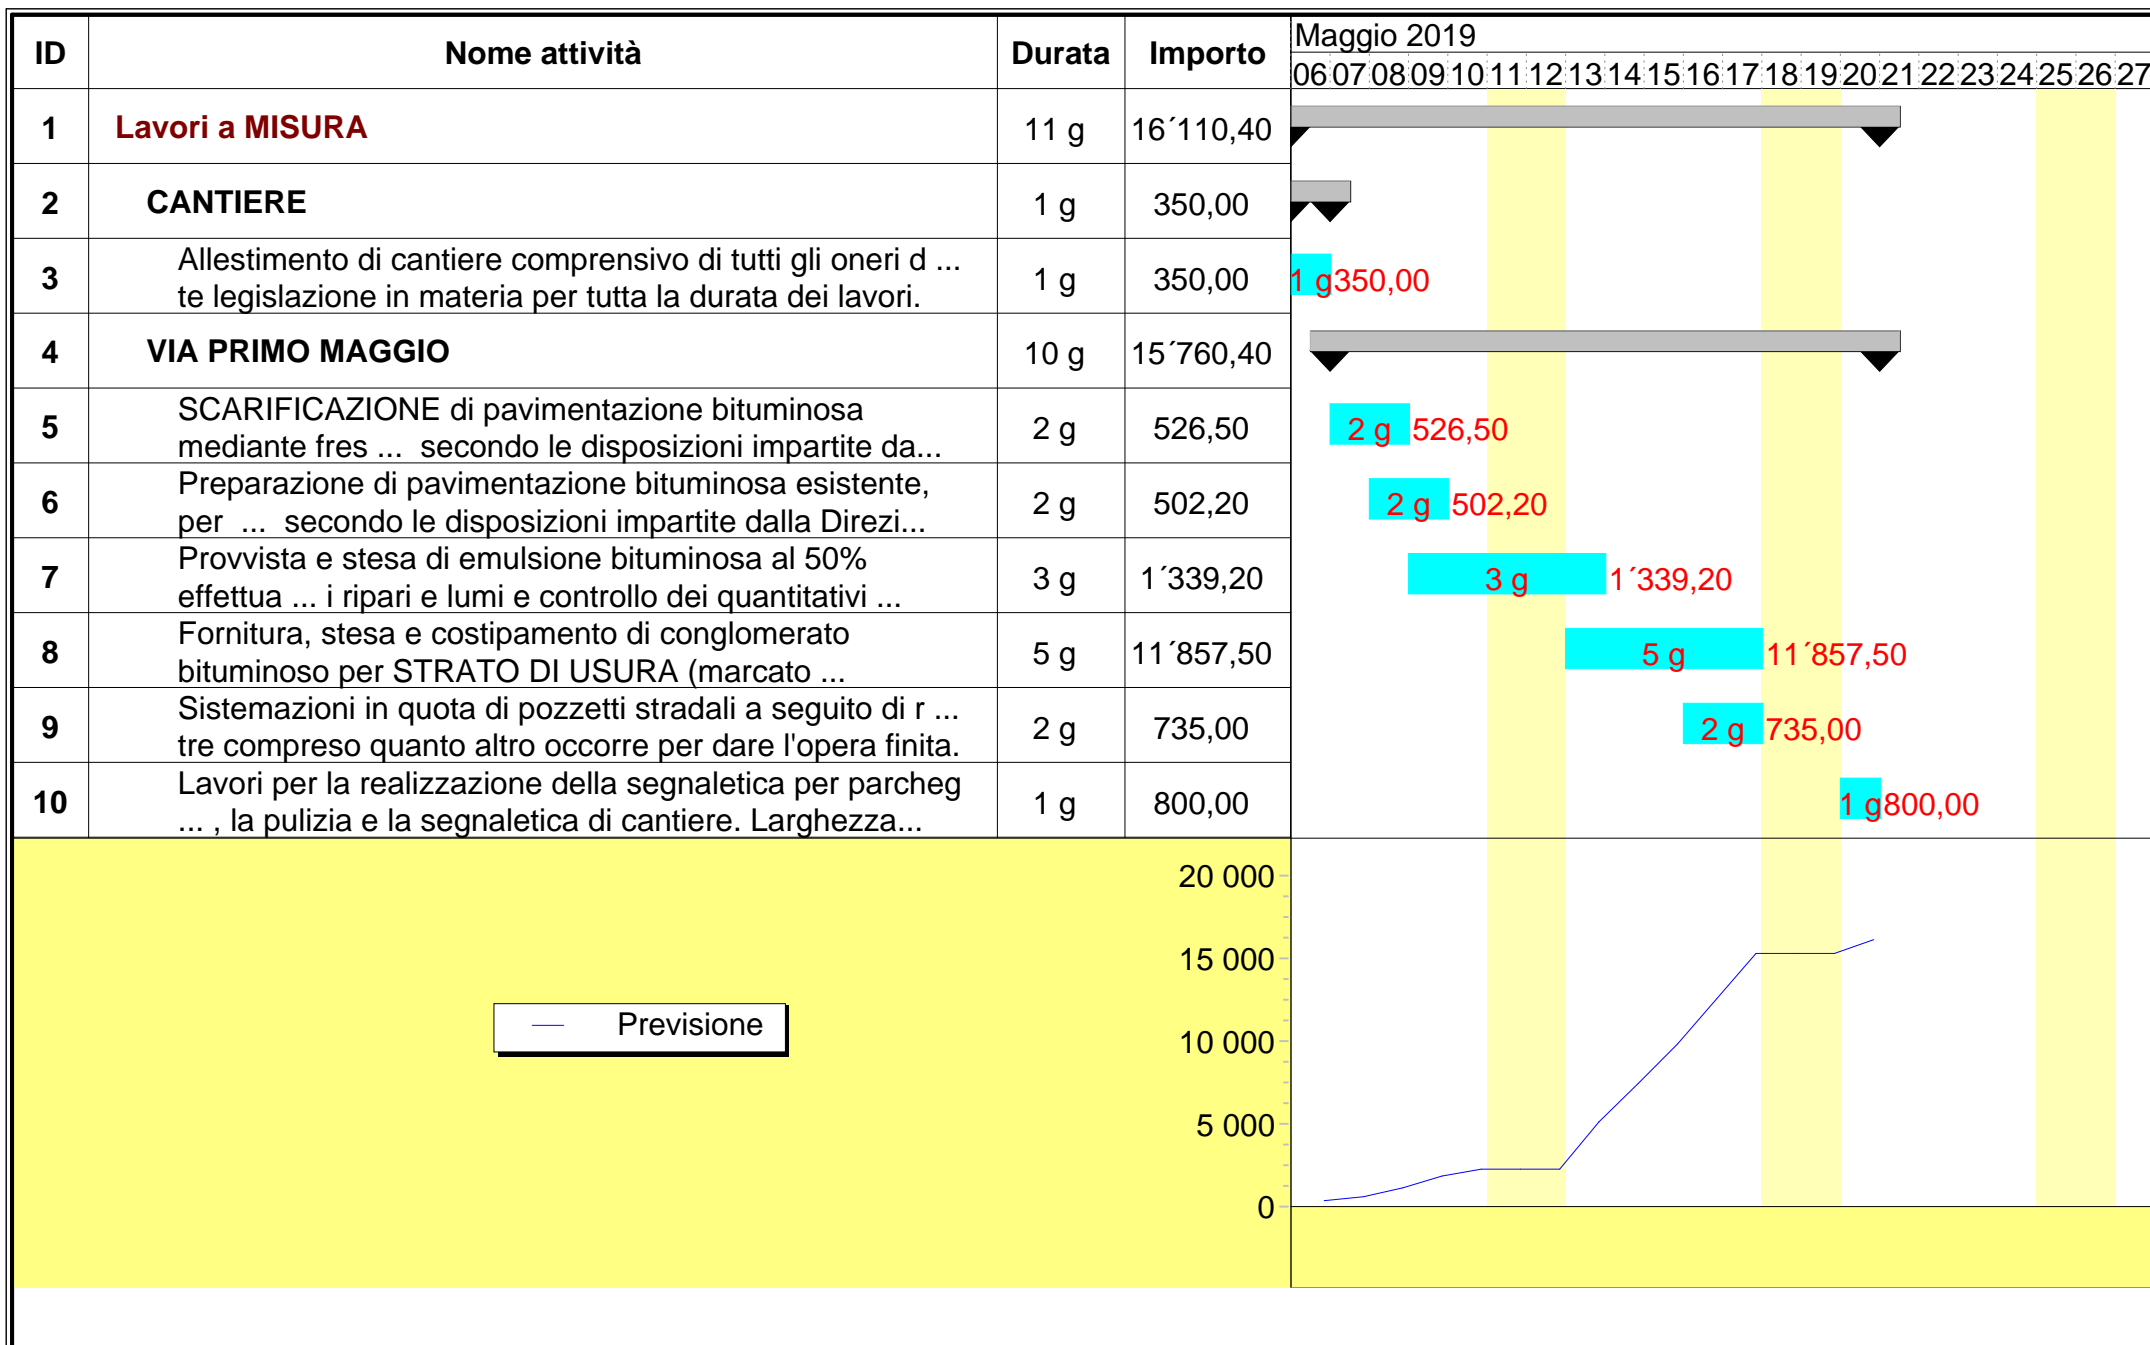 ID Nome attività Durata Importo Maggio 2019
06 07 08 09 10 11 12 13 14 15 16 17 18 19 20 21 22 23 24 25 26 27
1 Lavori a MISURA 11 g 16´110,40
2 CANTIERE 1 g 350,00
3 Allestimento di cantiere comprensivo di tutti gli oneri d ...
te legislazione in materia per tutta la durata dei lavori.
1 g 350,00 1 g 350,00
4 VIA PRIMO MAGGIO 10 g 15´760,40
5 SCARIFICAZIONE di pavimentazione bituminosa
mediante fres ... secondo le disposizioni impartite da...
2 g 526,50 2 g 526,50
6 Preparazione di pavimentazione bituminosa esistente,
per ... secondo le disposizioni impartite dalla Direzi...
2 g 502,20 2 g 502,20
7 Provvista e stesa di emulsione bituminosa al 50%
effettua ... i ripari e lumi e controllo dei quantitativi ...
3 g 1´339,20 3 g 1´339,20
8 Fornitura, stesa e costipamento di conglomerato
bituminoso per STRATO DI USURA (marcato ...
5 g 11´857,50 5 g 11´857,50
9 Sistemazioni in quota di pozzetti stradali a seguito di r ...
tre compreso quanto altro occorre per dare l'opera finita.
2 g 735,00 2 g 735,00
10 Lavori per la realizzazione della segnaletica per parcheg
... , la pulizia e la segnaletica di cantiere. Larghezza...
1 g 800,00 1 g 800,00
20 000
15 000
Previsione
10 000
5 000
0